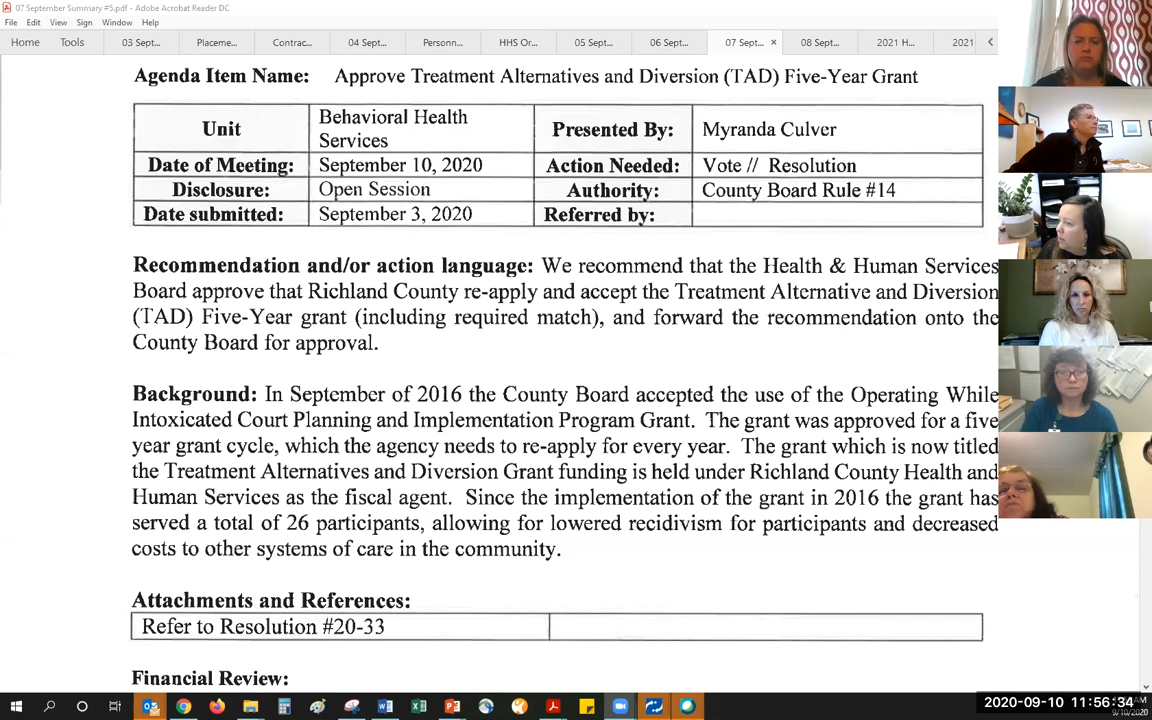 07 September Summary #5.pdf - Adobe Acrobat Reader DC
File Edit View Sign Window Help
Home Tools 03 Sept... Placeme... Contrac... 04 Sept... Personn... HHS Or... 05 Sept... 06 Sept... 07 Sept... × 08 Sept... 2021 H... 2021
Agenda Item Name: Approve Treatment Alternatives and Diversion (TAD) Five-Year Grant
Unit Behavioral Health Services Presented By: Myranda Culver
Date of Meeting: September 10, 2020 Action Needed: Vote // Resolution
Disclosure: Open Session Authority: County Board Rule #14
Date submitted: September 3, 2020 Referred by:
Recommendation and/or action language: We recommend that the Health & Human Services
Board approve that Richland County re-apply and accept the Treatment Alternative and Diversion
(TAD) Five-Year grant (including required match), and forward the recommendation onto the
County Board for approval.
Background: In September of 2016 the County Board accepted the use of the Operating While
Intoxicated Court Planning and Implementation Program Grant. The grant was approved for a five
year grant cycle, which the agency needs to re-apply for every year. The grant which is now titled
the Treatment Alternatives and Diversion Grant funding is held under Richland County Health and
Human Services as the fiscal agent. Since the implementation of the grant in 2016 the grant has
served a total of 26 participants, allowing for lowered recidivism for participants and decreased
costs to other systems of care in the community.
Attachments and References:
Refer to Resolution #20-33
Financial Review:
2020-09-10 11:56:34
9/10/2020